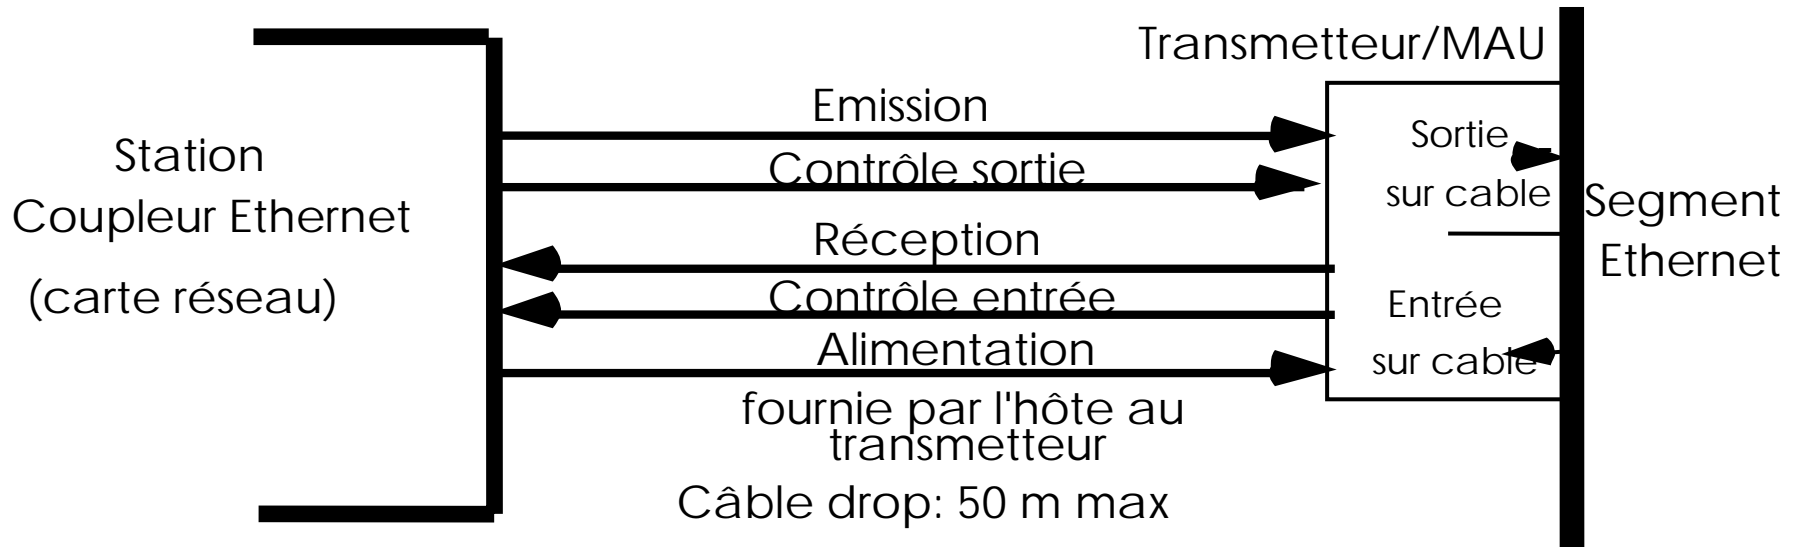 Transmetteur/MAU
Emission
Contrôle sortie
Réception
Contrôle entrée
Alimentation
fournie par l'hôte au
transmetteur
Câble drop: 50 m max
Station
Coupleur Ethernet
(carte réseau)
Sortie
sur cable
Entrée
sur cable
Segment
Ethernet